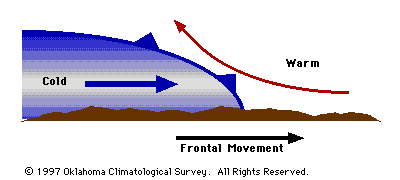 Warm
Cold
Frontal Movement
© 1997 Oklahoma Climatological Survey. All Rights Reserved.